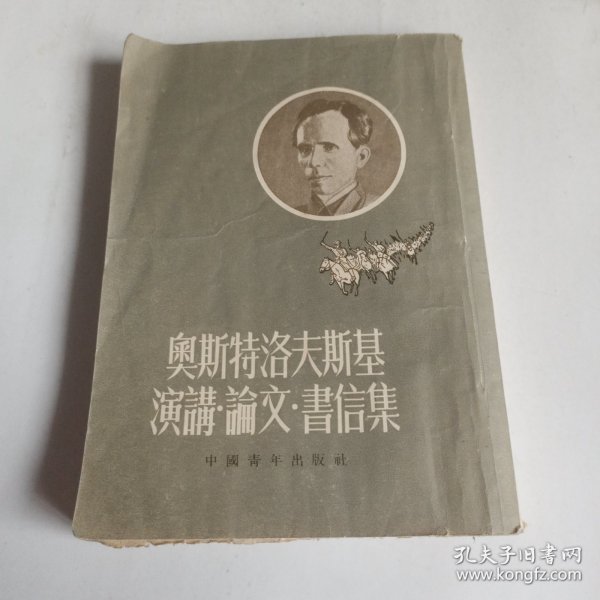 奧斯特洛夫斯基
演講·論文·書信集
中國青年出版社
孔夫子旧書网
www.kongfz.com